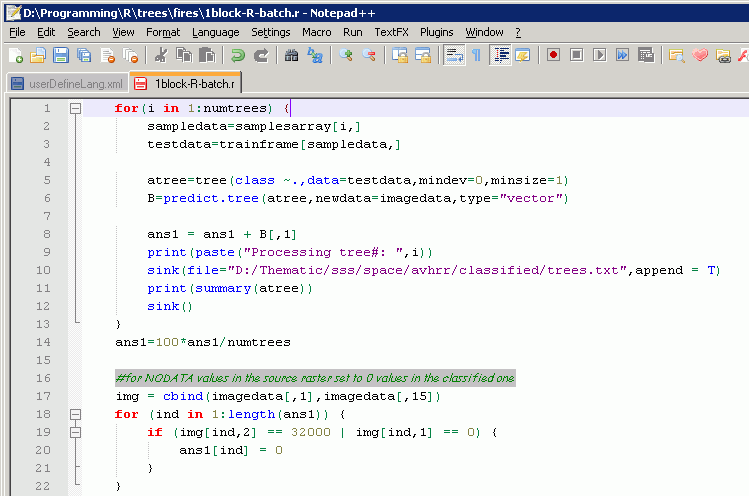 D:\Programming\R\trees\fires\1block-R-batch.r - Notepad++
File Edit Search View Format Language Settings Macro Run TextFX Plugins Window ?
userDefineLang.xml 1block-R-batch.r
1 for(i in 1:numtrees) {
2 sampledata=samplesarray[i,]
3 testdata=trainframe[sampledata,]
4
5 atree=tree(class ~.,data=testdata,mindev=0,minsize=1)
6 B=predict.tree(atree,newdata=imagedata,type="vector")
7
8 ans1 = ans1 + B[,1]
9 print(paste("Processing tree#: ",i))
10 sink(file="D:/Thematic/sss/space/avhrr/classified/trees.txt",append = T)
11 print(summary(atree))
12 sink()
13 }
14 ans1=100*ans1/numtrees
15
16 #for NODATA values in the source raster set to 0 values in the classified one
17 img = cbind(imagedata[,1],imagedata[,15])
18 for (ind in 1:length(ans1)) {
19 if (img[ind,2] == 32000 | img[ind,1] == 0) {
20 ans1[ind] = 0
21 }
22 }